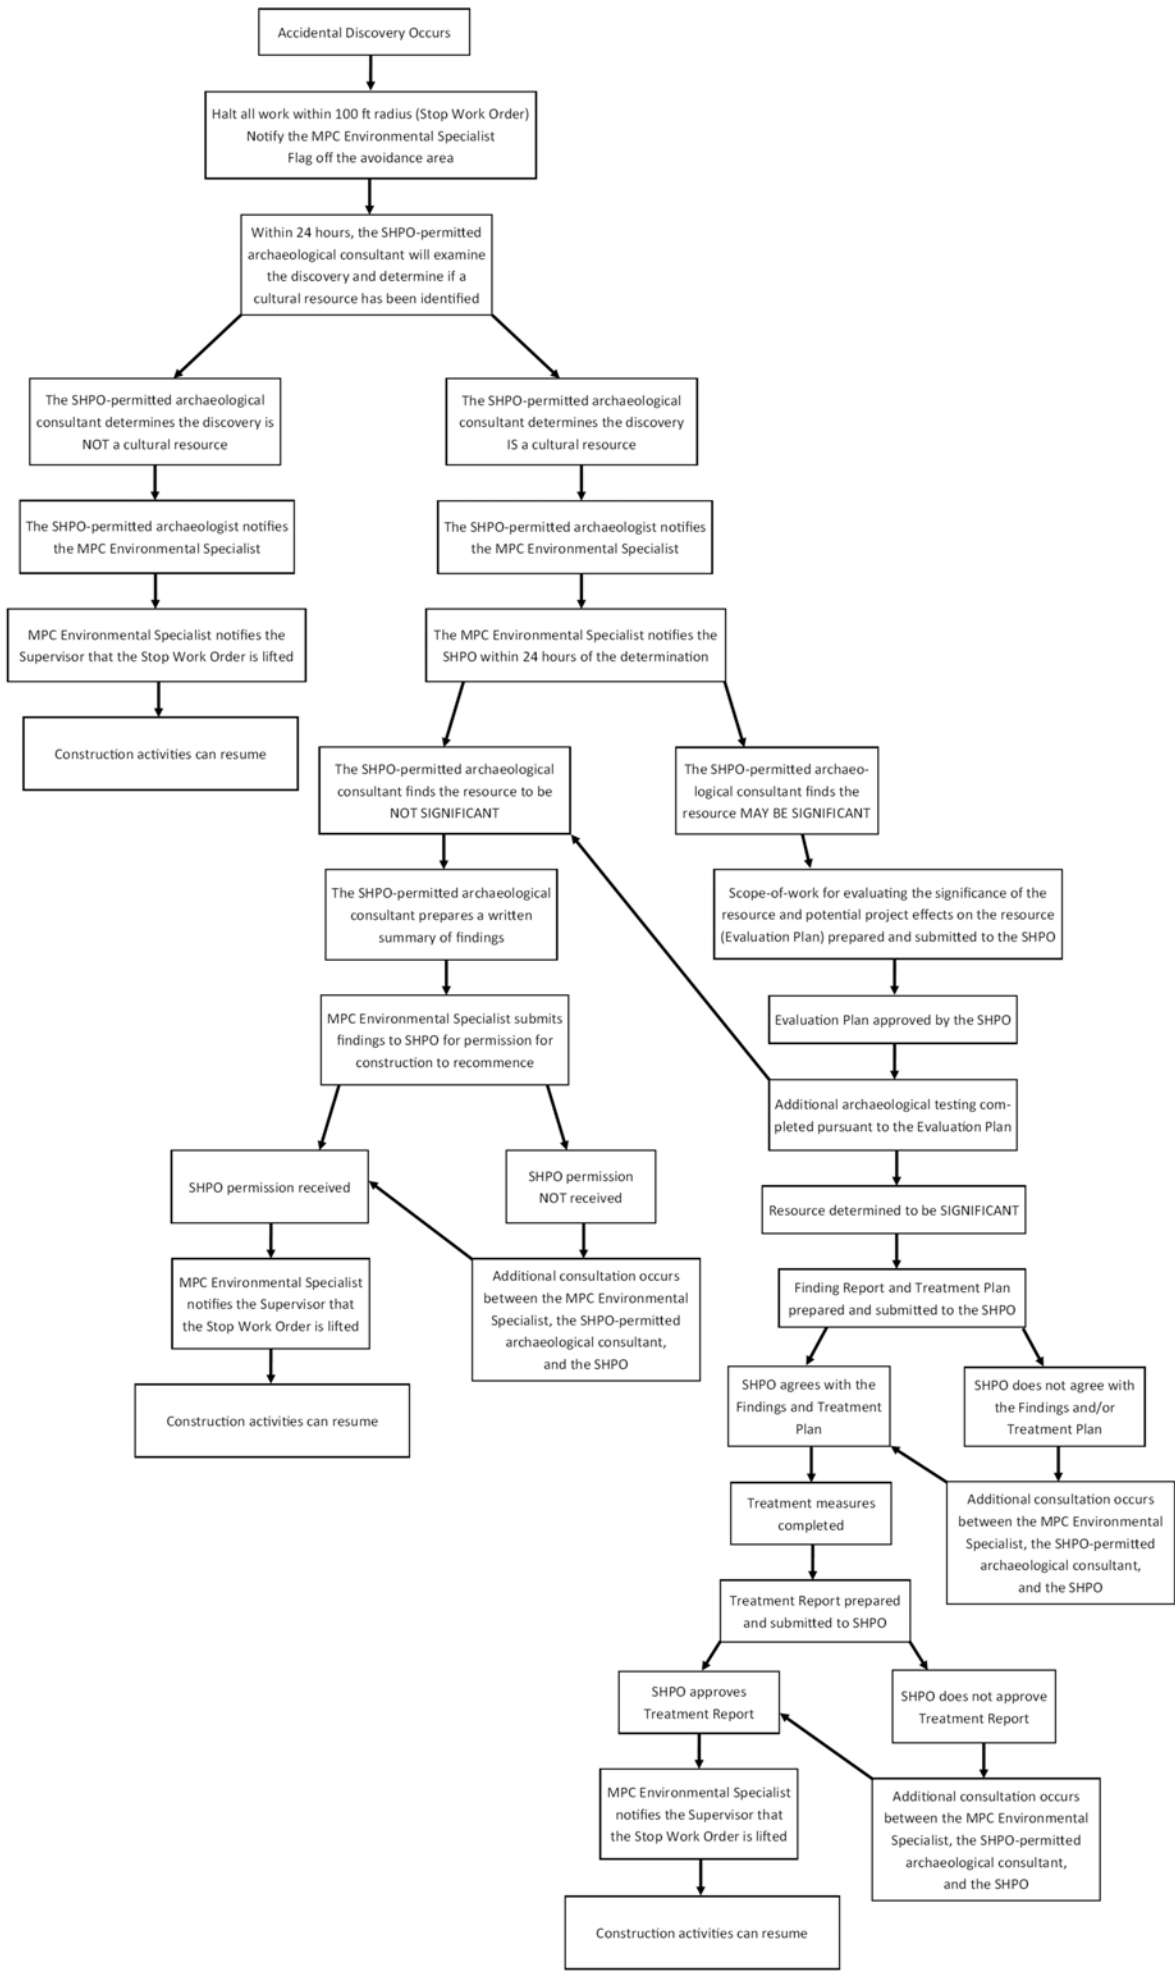 Accidental Discovery Occurs
Halt all work within 100 ft radius (Stop Work Order)
Notify the MPC Environmental Specialist
Flag off the avoidance area
Within 24 hours, the SHPO-permitted
archaeological consultant will examine
the discovery and determine if a
cultural resource has been identified
The SHPO-permitted archaeological
consultant determines the discovery is
NOT a cultural resource
The SHPO-permitted archaeological
consultant determines the discovery
IS a cultural resource
The SHPO-permitted archaeologist notifies
the MPC Environmental Specialist
The SHPO-permitted archaeologist notifies
the MPC Environmental Specialist
MPC Environmental Specialist notifies the
Supervisor that the Stop Work Order is lifted
The MPC Environmental Specialist notifies the
SHPO within 24 hours of the determination
Construction activities can resume
The SHPO-permitted archaeological
consultant finds the resource to be
NOT SIGNIFICANT
The SHPO-permitted archaeo-
logical consultant finds the
resource MAY BE SIGNIFICANT
The SHPO-permitted archaeological
consultant prepares a written
summary of findings
Scope-of-work for evaluating the significance of the
resource and potential project effects on the resource
(Evaluation Plan) prepared and submitted to the SHPO
MPC Environmental Specialist submits
findings to SHPO for permission for
construction to recommence
Evaluation Plan approved by the SHPO
Additional archaeological testing com-
pleted pursuant to the Evaluation Plan
SHPO permission received
SHPO permission
NOT received
Resource determined to be SIGNIFICANT
MPC Environmental Specialist
notifies the Supervisor that
the Stop Work Order is lifted
Additional consultation occurs
between the MPC Environmental
Specialist, the SHPO-permitted
archaeological consultant,
and the SHPO
Finding Report and Treatment Plan
prepared and submitted to the SHPO
Construction activities can resume
SHPO agrees with the
Findings and Treatment
Plan
SHPO does not agree with
the Findings and/or
Treatment Plan
Treatment measures
completed
Additional consultation occurs
between the MPC Environmental
Specialist, the SHPO-permitted
archaeological consultant,
and the SHPO
Treatment Report prepared
and submitted to SHPO
SHPO approves
Treatment Report
SHPO does not approve
Treatment Report
MPC Environmental Specialist
notifies the Supervisor that
the Stop Work Order is lifted
Additional consultation occurs
between the MPC Environmental
Specialist, the SHPO-permitted
archaeological consultant,
and the SHPO
Construction activities can resume